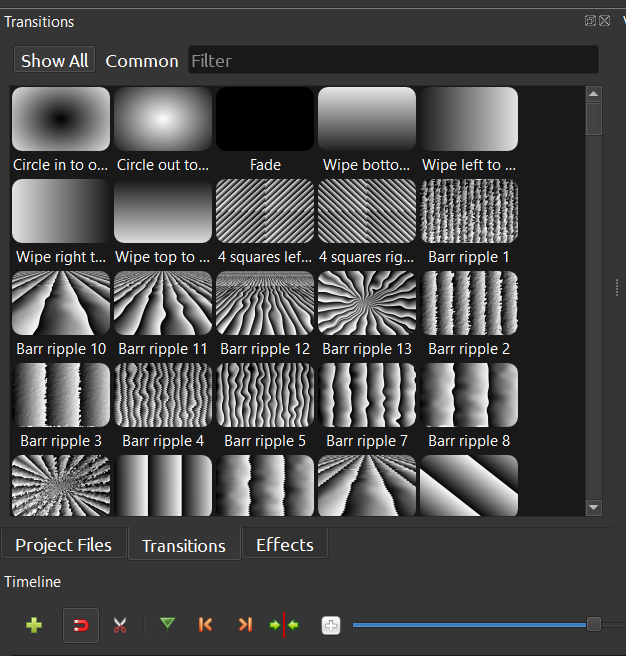 Transitions
Show All Common Filter
Circle in to o... Circle out to... Fade Wipe botto... Wipe left to ...
Wipe right t... Wipe top to ... 4 squares lef... 4 squares rig... Barr ripple 1
Barr ripple 10 Barr ripple 11 Barr ripple 12 Barr ripple 13 Barr ripple 2
Barr ripple 3 Barr ripple 4 Barr ripple 5 Barr ripple 7 Barr ripple 8
Project Files Transitions Effects
Timeline